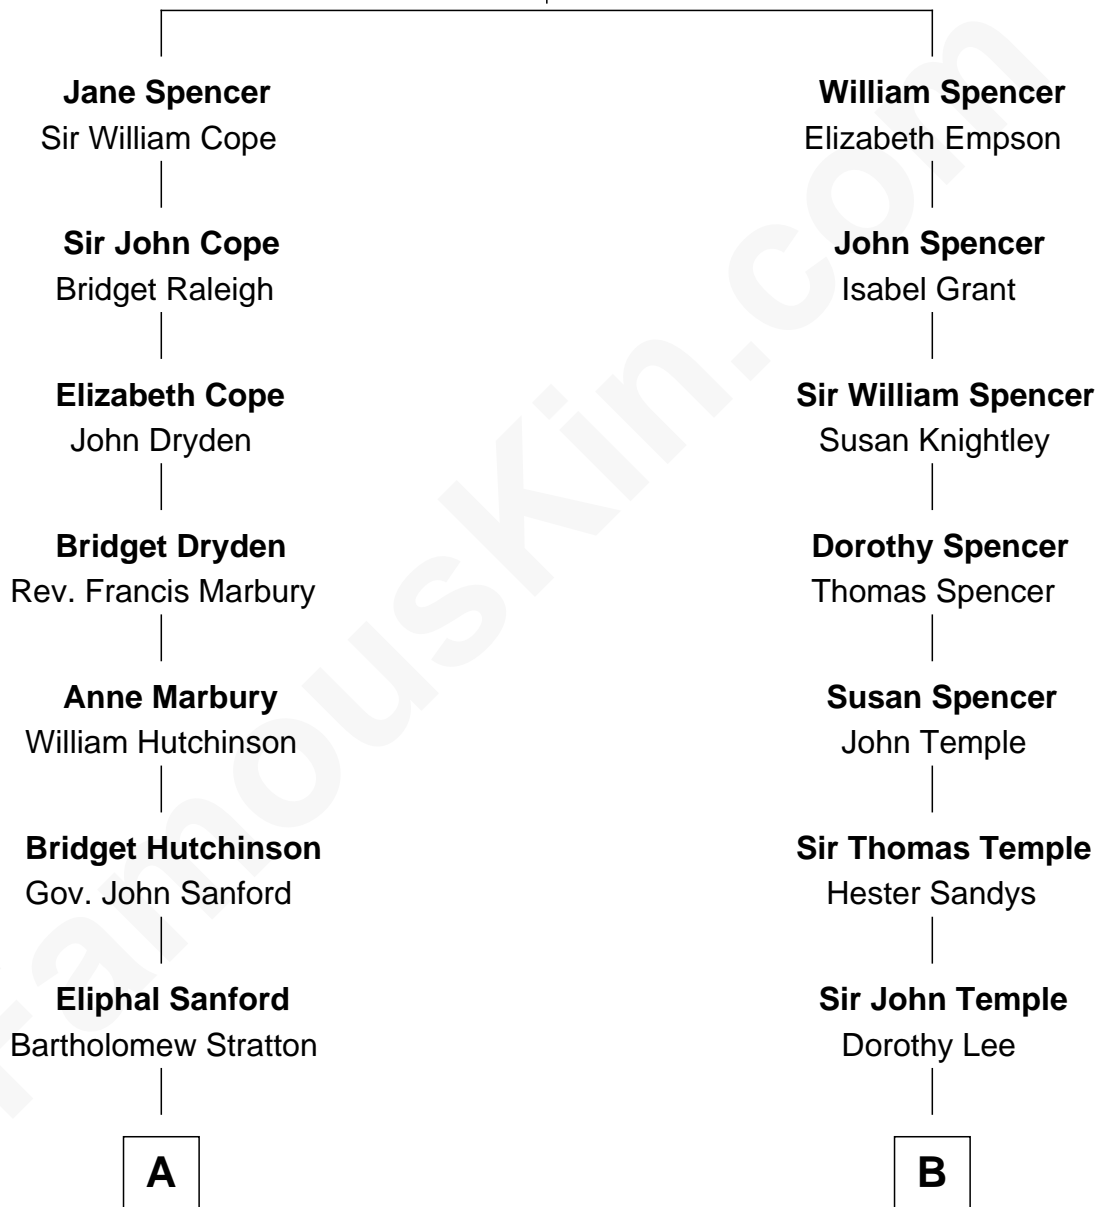 Jane Spencer
Sir William Cope
Sir John Cope
Bridget Raleigh
Elizabeth Cope
John Dryden
Bridget Dryden
Rev. Francis Marbury
Anne Marbury
William Hutchinson
Bridget Hutchinson
Gov. John Sanford
Eliphal Sanford
Bartholomew Stratton
A
William Spencer
Elizabeth Empson
John Spencer
Isabel Grant
Sir William Spencer
Susan Knightley
Dorothy Spencer
Thomas Spencer
Susan Spencer
John Temple
Sir Thomas Temple
Hester Sandys
Sir John Temple
Dorothy Lee
B
FamousKin.com